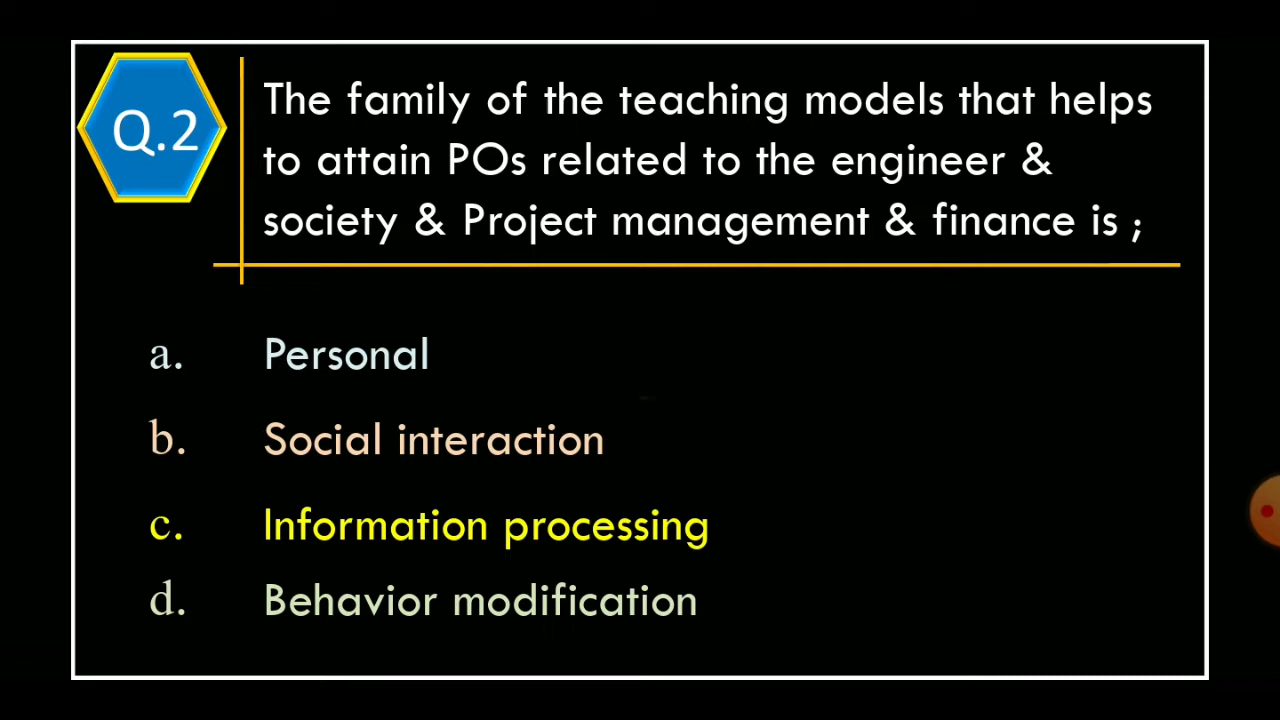 Q.2
The family of the teaching models that helps
to attain POs related to the engineer &
society & Project management & finance is ;
a. Personal
b. Social interaction
c. Information processing
d. Behavior modification